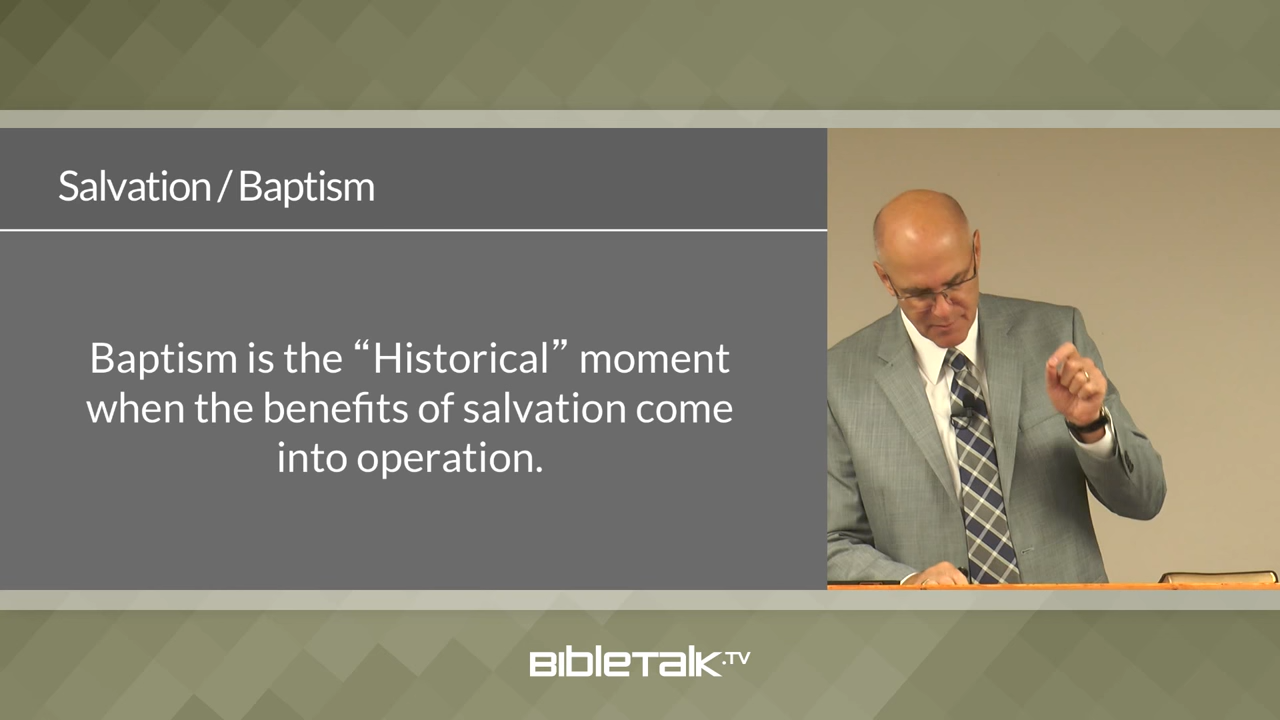 Salvation / Baptism
Baptism is the “Historical” moment
when the benefits of salvation come
into operation.
BibleTalk.TV